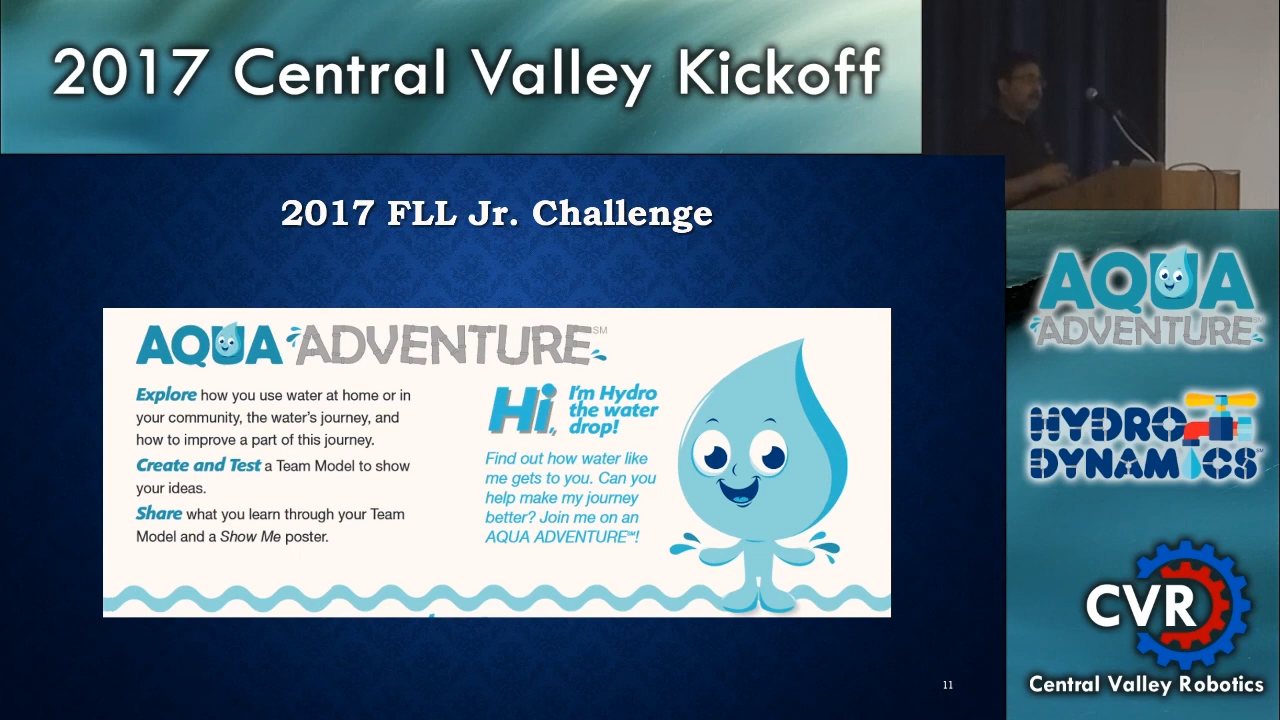 2017 Central Valley Kickoff
2017 FLL Jr. Challenge
AQUA ADVENTURE SM
Explore how you use water at home or in
your community, the water's journey, and
how to improve a part of this journey.
Create and Test a Team Model to show
your ideas.
Share what you learn through your Team
Model and a Show Me poster.
Hi, I'm Hydro
the water
drop!
Find out how water like
me gets to you. Can you
help make my journey
better? Join me on an
AQUA ADVENTURE℠!
11
AQUA
ADVENTURE SM
HYDRO
DYNAMICS
CVR
Central Valley Robotics